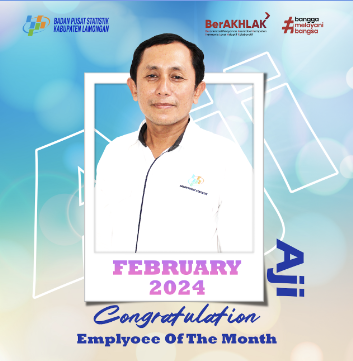 BADAN PUSAT STATISTIK
KABUPATEN LAMONGAN
BerAKHLAK
#bangga
melayani
bangsa
FEBRUARY
2024
Aji
Congratulation
Emplyoee Of The Month